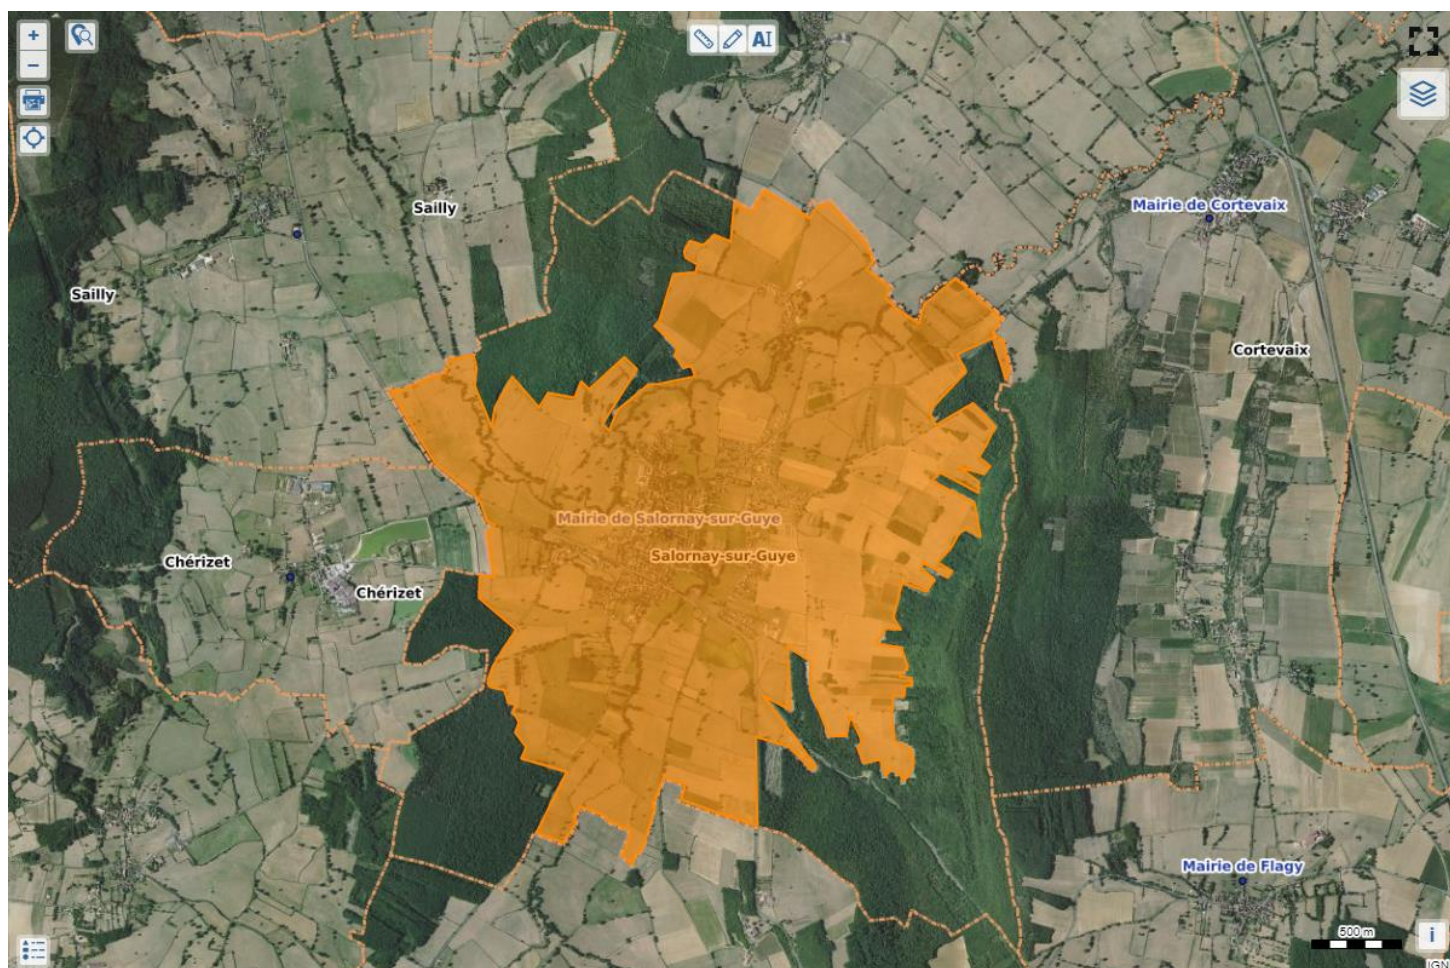 +
−
AI
Sailly
Mairie de Cortevaix
Sailly
Cortevaix
Mairie de Salornay-sur-Guye
Salornay-sur-Guye
Chérizet
Chérizet
Mairie de Flagy
500 m
i
IGN